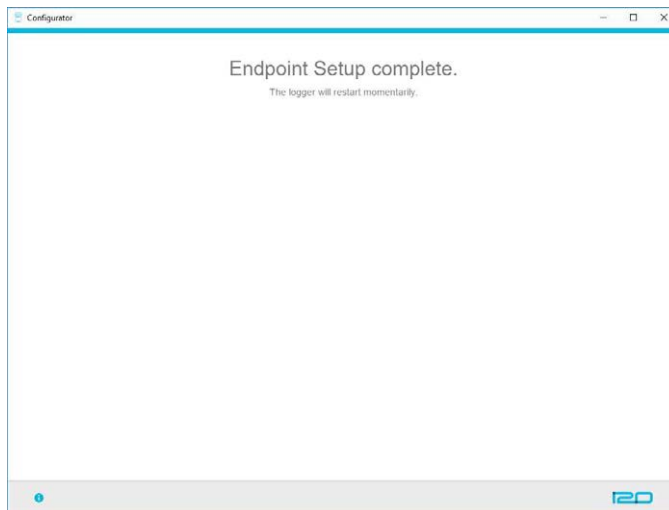 Configurator
Endpoint Setup complete.
The logger will restart momentarily.